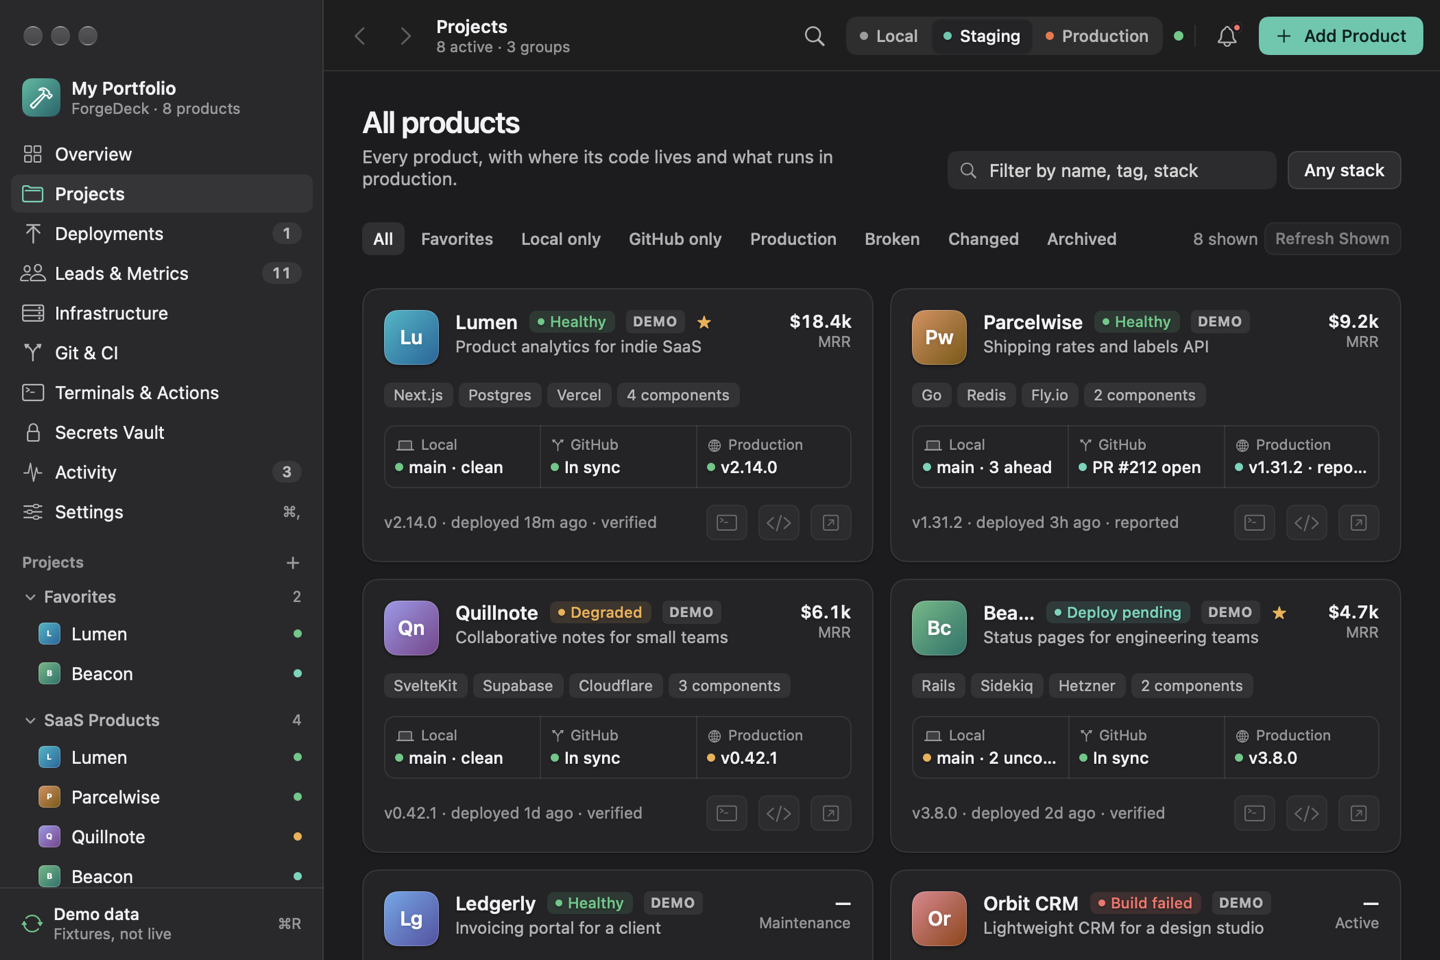 My Portfolio
ForgeDeck · 8 products
Overview
Projects
Deployments 1
Leads & Metrics 11
Infrastructure
Git & CI
Terminals & Actions
Secrets Vault
Activity 3
Settings ⌘,
Projects +
Favorites 2
L Lumen
B Beacon
SaaS Products 4
L Lumen
P Parcelwise
Q Quillnote
B Beacon
Demo data
Fixtures, not live
⌘R
Projects
8 active · 3 groups
Local Staging Production
+ Add Product
All products
Every product, with where its code lives and what runs in
production.
Filter by name, tag, stack
Any stack
All Favorites Local only GitHub only Production Broken Changed Archived
8 shown Refresh Shown
Lu Lumen Healthy DEMO ★ $18.4k
Product analytics for indie SaaS MRR
Next.js Postgres Vercel 4 components
Local GitHub Production
main · clean In sync v2.14.0
v2.14.0 · deployed 18m ago · verified
Pw Parcelwise Healthy DEMO $9.2k
Shipping rates and labels API MRR
Go Redis Fly.io 2 components
Local GitHub Production
main · 3 ahead PR #212 open v1.31.2 · repo...
v1.31.2 · deployed 3h ago · reported
Qn Quillnote Degraded DEMO $6.1k
Collaborative notes for small teams MRR
SvelteKit Supabase Cloudflare 3 components
Local GitHub Production
main · clean In sync v0.42.1
v0.42.1 · deployed 1d ago · verified
Bc Bea... Deploy pending DEMO ★ $4.7k
Status pages for engineering teams MRR
Rails Sidekiq Hetzner 2 components
Local GitHub Production
main · 2 unco... In sync v3.8.0
v3.8.0 · deployed 2d ago · verified
Lg Ledgerly Healthy DEMO —
Invoicing portal for a client Maintenance
Or Orbit CRM Build failed DEMO —
Lightweight CRM for a design studio Active